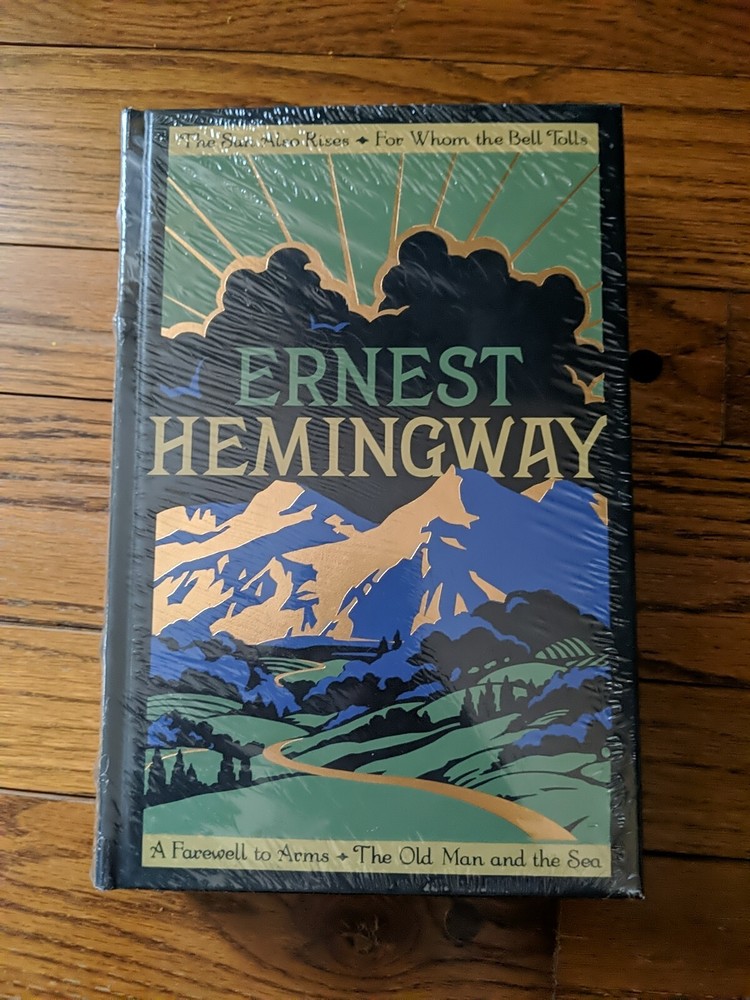 The Sun Also Rises ✦ For Whom the Bell Tolls
ERNEST
HEMINGWAY
A Farewell to Arms ✦ The Old Man and the Sea